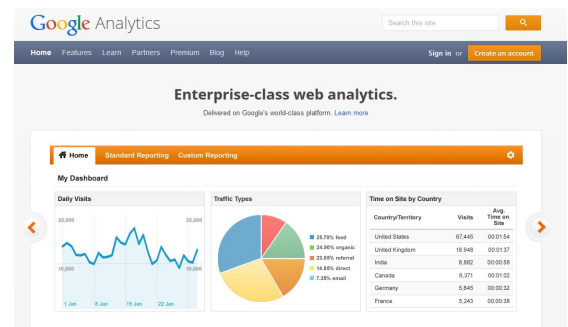 Google Analytics
Search this site
Home Features Learn Partners Premium Blog Help
Sign in or Create an account
Enterprise-class web analytics.
Delivered on Google's world-class platform. Learn more
Home Standard Reporting Custom Reporting
My Dashboard
Daily Visits
20,000 20,000
10,000 10,000
1 Jan 8 Jan 15 Jan 22 Jan
Traffic Types
25.70% feed
24.90% organic
23.00% referral
14.85% direct
7.35% email
Time on Site by Country
Country/Territory Visits Avg. Time on Site
United States 67,445 00:01:54
United Kingdom 18,948 00:01:37
India 8,882 00:00:58
Canada 6,371 00:01:02
Germany 5,845 00:00:32
France 5,243 00:00:38